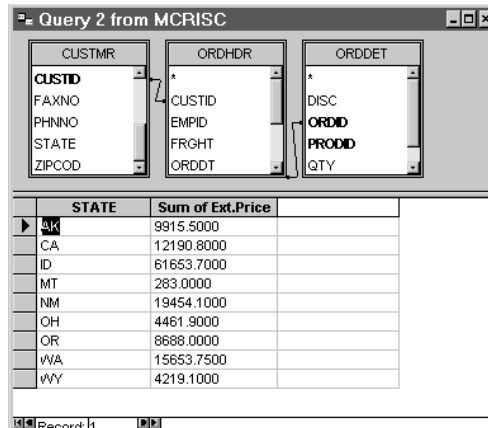 Query 2 from MCRISC
CUSTMR
CUSTID
FAXNO
PHNNO
STATE
ZIPCOD
ORDHDR
*
CUSTID
EMPID
FRGHT
ORDDT
ORDDET
*
DISC
ORDID
PRODID
QTY
STATE Sum of Ext.Price
AK 9915.5000
CA 12190.8000
ID 61653.7000
MT 283.0000
NM 19454.1000
OH 4461.9000
OR 8688.0000
WA 15653.7500
WY 4219.1000
Record: 1